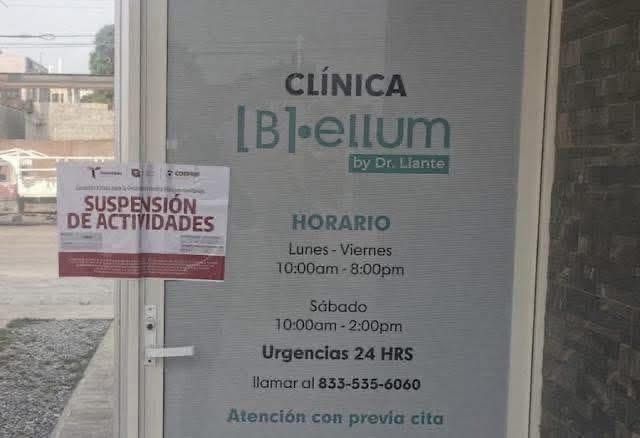 CLÍNICA
[B]•ellum
by Dr. Llante
SUSPENSIÓN
DE ACTIVIDADES
HORARIO
Lunes - Viernes
10:00am - 8:00pm
Sábado
10:00am - 2:00pm
Urgencias 24 HRS
llamar al 833-535-6060
Atención con previa cita